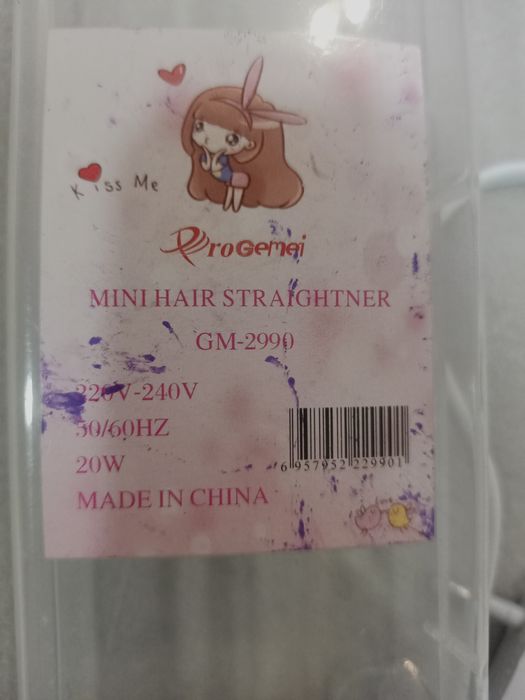 Kiss Me
ProGemei
MINI HAIR STRAIGHTNER
GM-2990
220V-240V
50/60HZ
20W
MADE IN CHINA
6 957952 229901